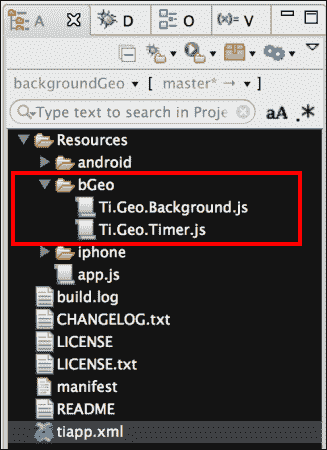 A D O (x)= V
backgroundGeo [ master* → ]
Type text to search in Proje aA .*
Resources
android
bGeo
Ti.Geo.Background.js
Ti.Geo.Timer.js
iphone
app.js
build.log
CHANGELOG.txt
LICENSE
LICENSE.txt
manifest
README
tiapp.xml